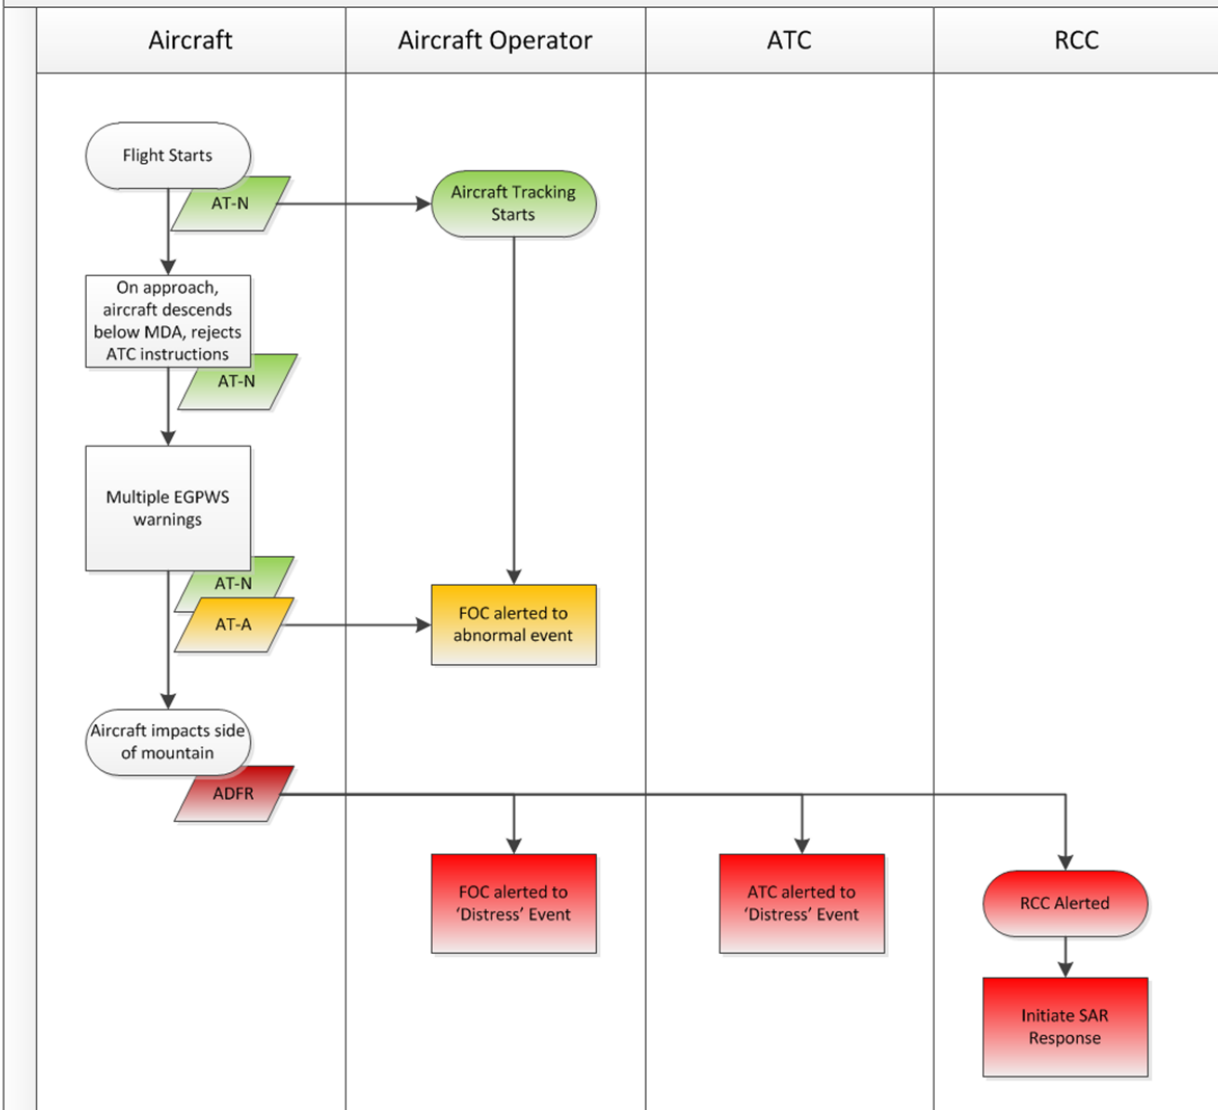 Aircraft
Aircraft Operator
ATC
RCC
Flight Starts
AT-N
Aircraft Tracking
Starts
On approach,
aircraft descends
below MDA, rejects
ATC instructions
AT-N
Multiple EGPWS
warnings
AT-N
AT-A
FOC alerted to
abnormal event
Aircraft impacts side
of mountain
ADFR
FOC alerted to
‘Distress’ Event
ATC alerted to
‘Distress’ Event
RCC Alerted
Initiate SAR
Response